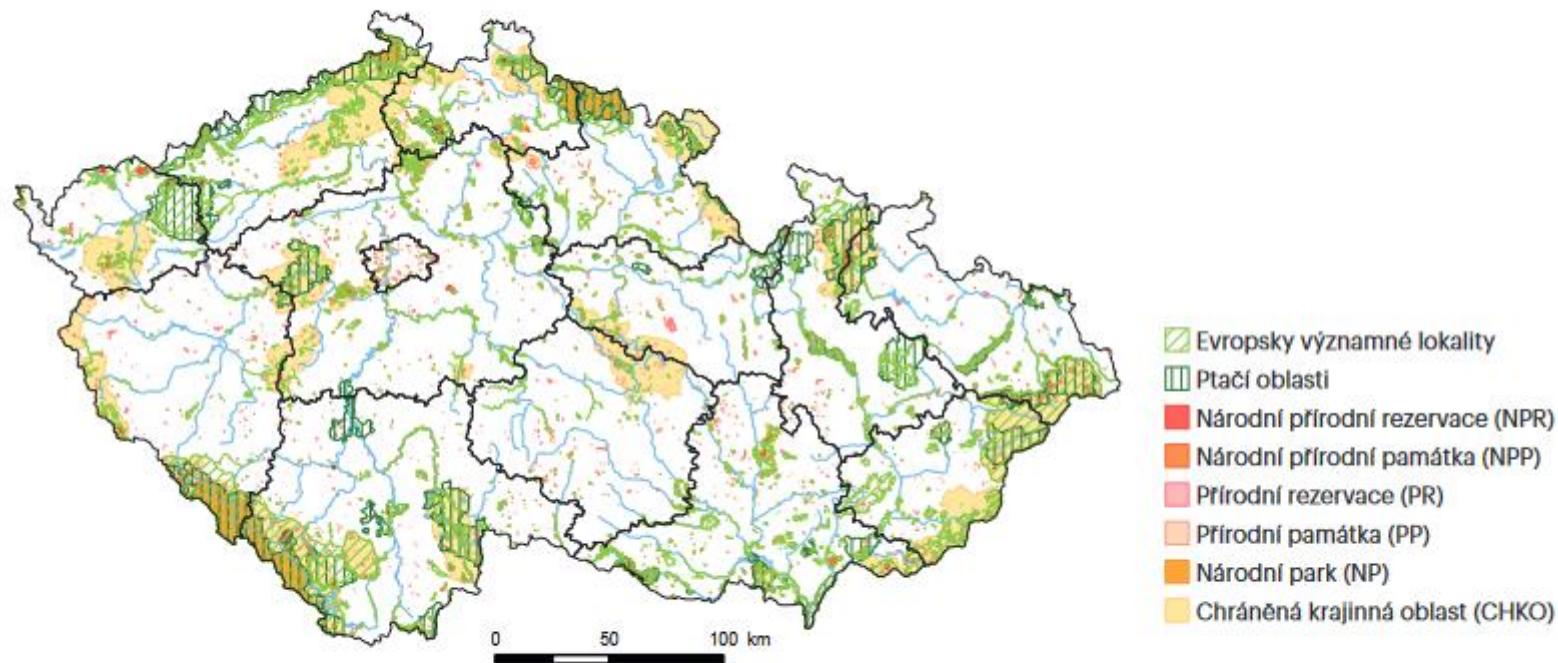 Evropsky významné lokality
Ptačí oblasti
Národní přírodní rezervace (NPR)
Národní přírodní památka (NPP)
Přírodní rezervace (PR)
Přírodní památka (PP)
Národní park (NP)
Chráněná krajinná oblast (CHKO)
0 50 100 km